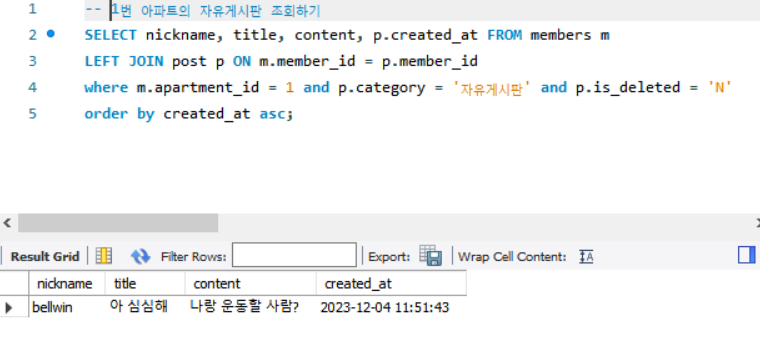 1 -- 1번 아파트의 자유게시판 조회하기
2 SELECT nickname, title, content, p.created_at FROM members m
3 LEFT JOIN post p ON m.member_id = p.member_id
4 where m.apartment_id = 1 and p.category = '자유게시판' and p.is_deleted = 'N'
5 order by created_at asc;
Result Grid Filter Rows: Export: Wrap Cell Content:
nickname title content created_at
bellwin 아 심심해 나랑 운동할 사람? 2023-12-04 11:51:43